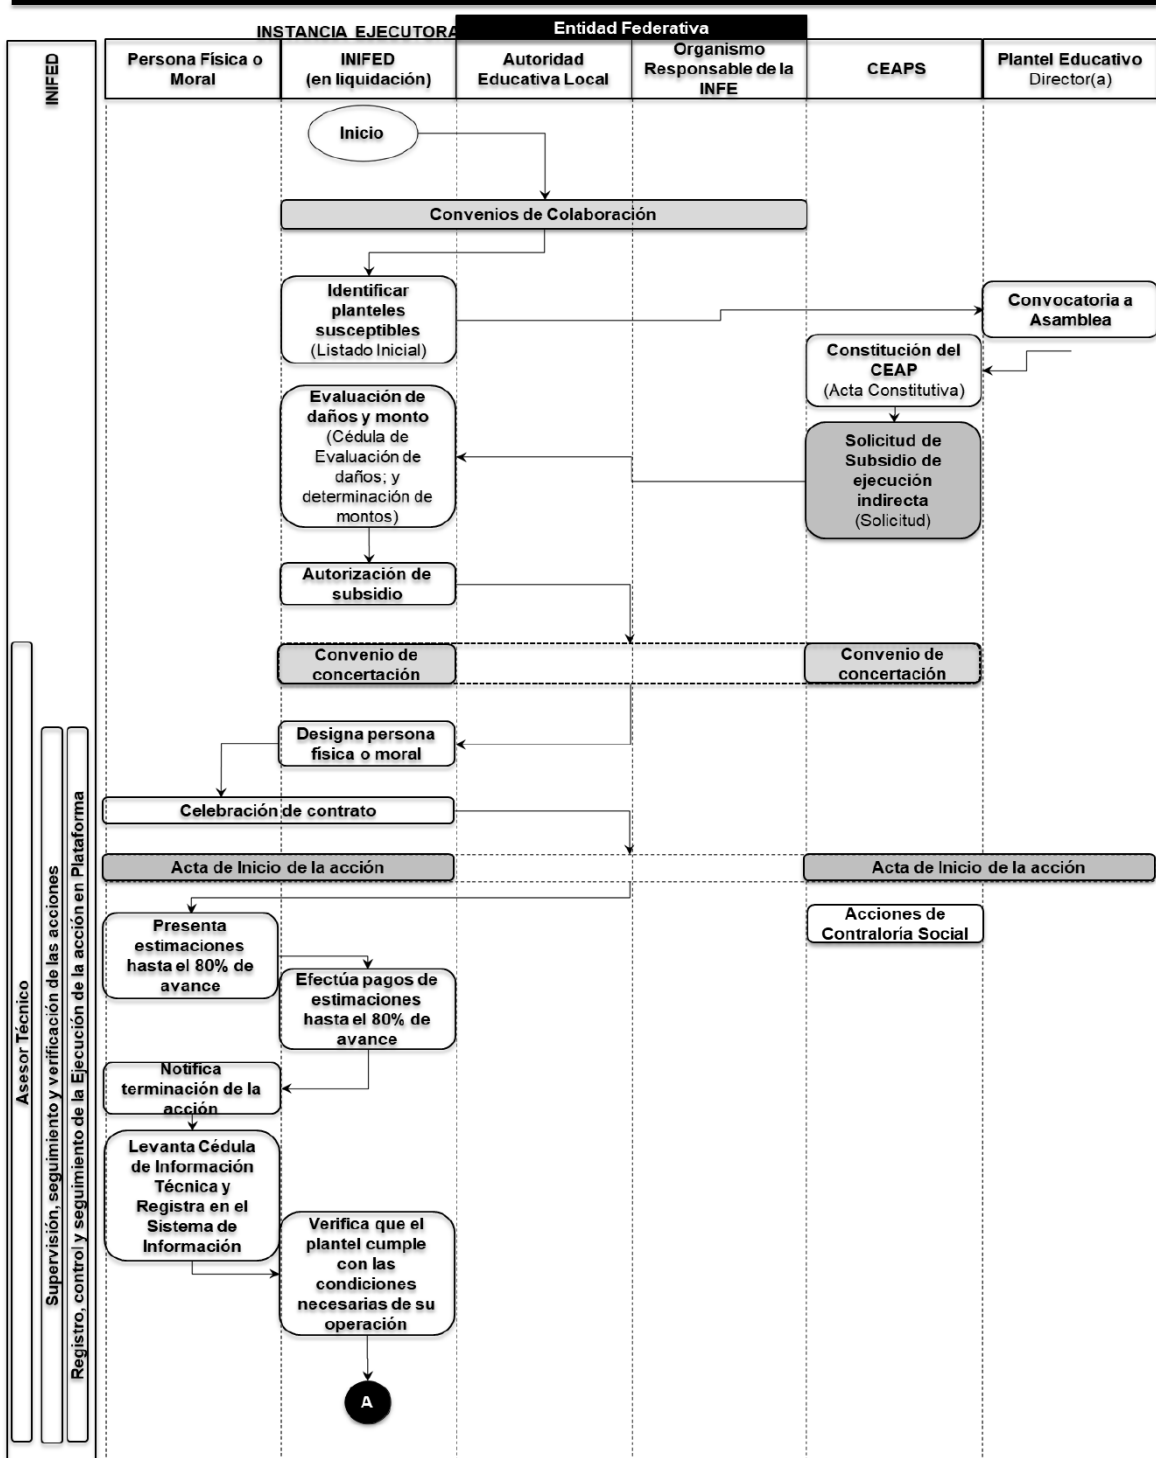 INSTANCIA EJECUTORA
Entidad Federativa
INIFED
Persona Física o
Moral
INIFED
(en liquidación)
Autoridad
Educativa Local
Organismo
Responsable de la
INFE
CEAPS
Plantel Educativo
Director(a)
Inicio
Convenios de Colaboración
Identificar
planteles
susceptibles
(Listado Inicial)
Convocatoria a
Asamblea
Constitución del
CEAP
(Acta Constitutiva)
Evaluación de
daños y monto
(Cédula de
Evaluación de
daños; y
determinación de
montos)
Solicitud de
Subsidio de
ejecución
indirecta
(Solicitud)
Autorización de
subsidio
Convenio de
concertación
Convenio de
concertación
Designa persona
física o moral
Celebración de contrato
Acta de Inicio de la acción
Acta de Inicio de la acción
Presenta
estimaciones
hasta el 80% de
avance
Acciones de
Contraloría Social
Efectúa pagos de
estimaciones
hasta el 80% de
avance
Notifica
terminación de la
acción
Levanta Cédula
de Información
Técnica y
Registra en el
Sistema de
Información
Verifica que el
plantel cumple
con las
condiciones
necesarias de su
operación
A
Asesor Técnico
Supervisión, seguimiento y verificación de las acciones
Registro, control y seguimiento de la Ejecución de la acción en Plataforma